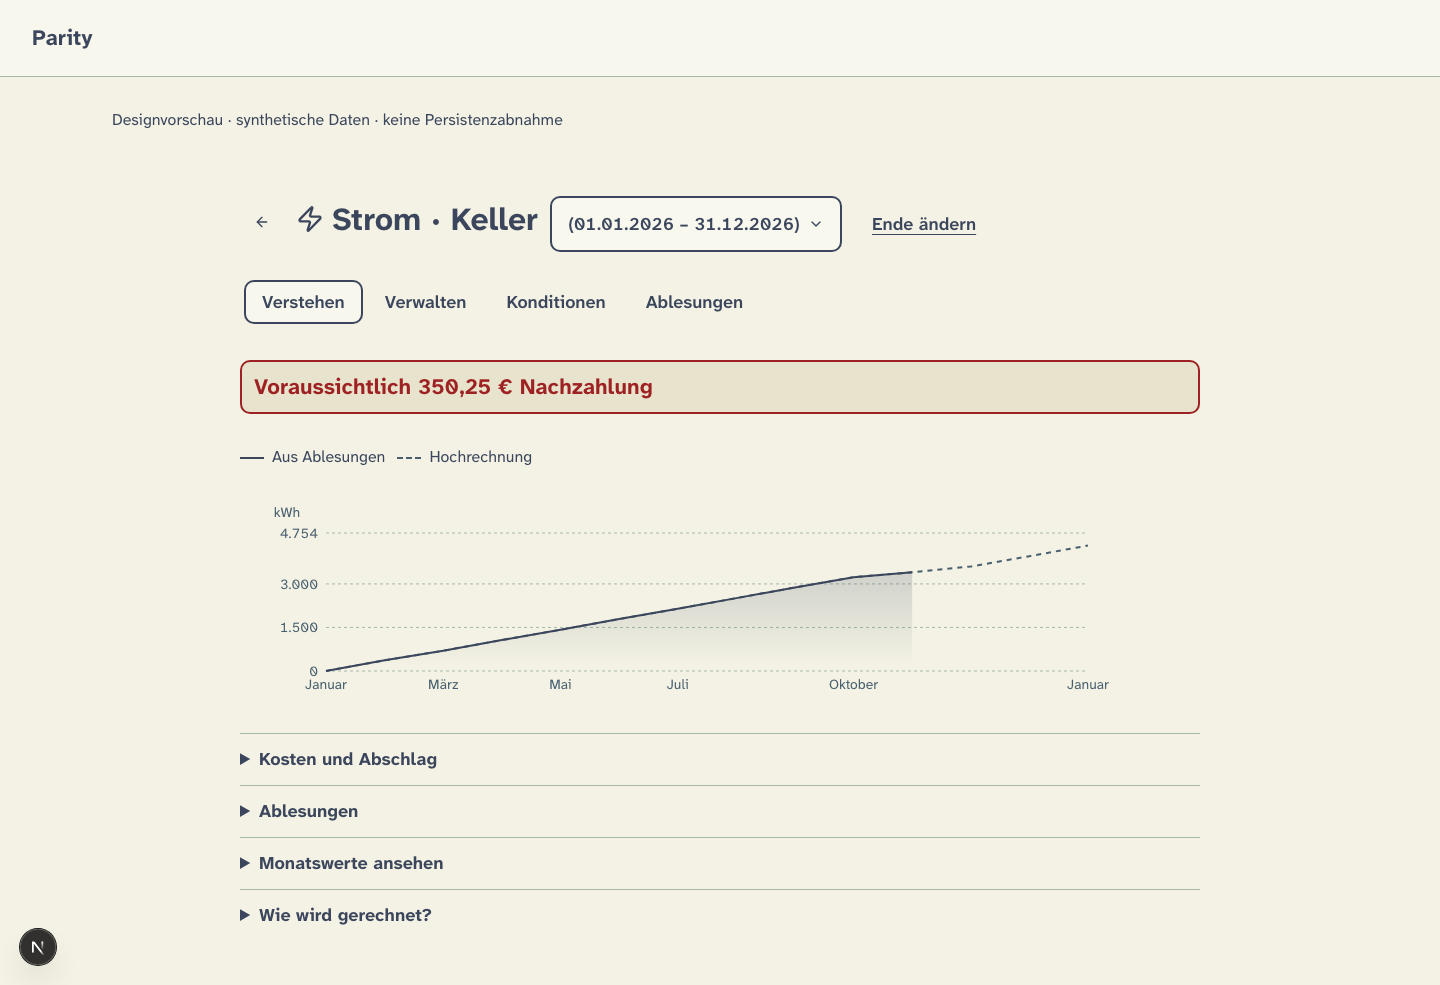 Parity
Designvorschau · synthetische Daten · keine Persistenzabnahme
Strom · Keller (01.01.2026 – 31.12.2026) Ende ändern
Verstehen Verwalten Konditionen Ablesungen
Voraussichtlich 350,25 € Nachzahlung
Aus Ablesungen Hochrechnung
kWh
4.754
3.000
1.500
0
Januar März Mai Juli Oktober Januar
Kosten und Abschlag
Ablesungen
Monatswerte ansehen
Wie wird gerechnet?
N